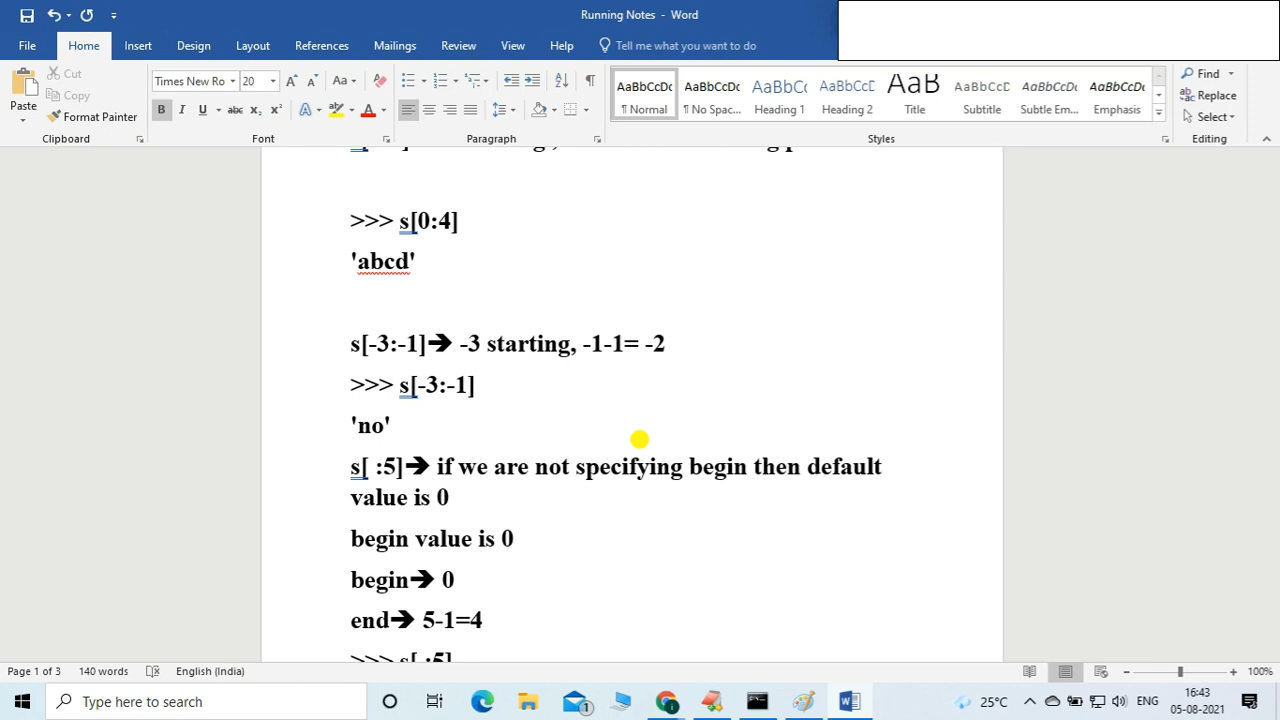 Running Notes - Word
File Home Insert Design Layout References Mailings Review View Help Tell me what you want to do
Paste
Cut
Copy
Format Painter
Clipboard
Times New Ro 20
Font
Paragraph
AaBbCcDc AaBbCcDc AaBbCc AaBbCcD AaB AaBbCcD AaBbCcDc AaBbCcDc
¶ Normal ¶ No Spac... Heading 1 Heading 2 Title Subtitle Subtle Em... Emphasis
Styles
Find
Replace
Select
Editing
>>> s[0:4]
'abcd'
s[-3:-1]➔ -3 starting, -1-1= -2
>>> s[-3:-1]
'no'
s[ :5]➔ if we are not specifying begin then default
value is 0
begin value is 0
begin➔ 0
end➔ 5-1=4
>>> s[ :5]
Page 1 of 3 140 words English (India) 100%
Type here to search
1
25°C ENG 16:43
05-08-2021